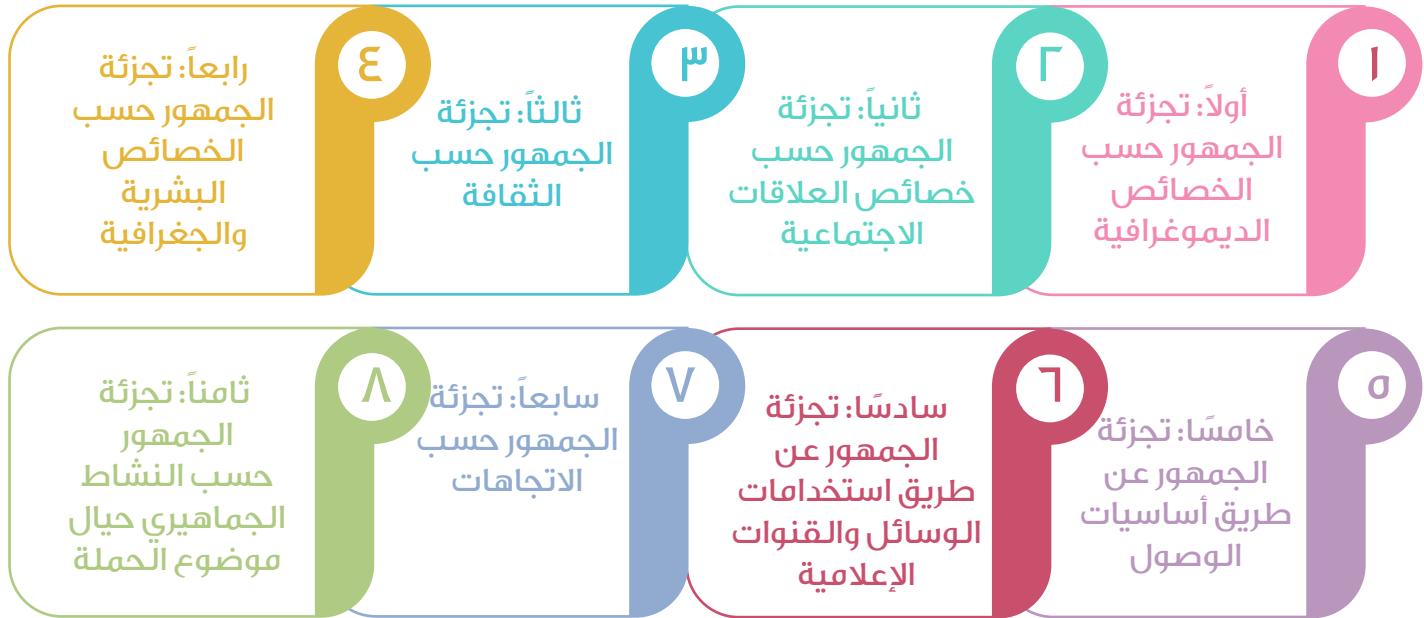 ١
أولاً: تجزئة
الجمهور حسب
الخصائص
الديموغرافية
٢
ثانياً: تجزئة
الجمهور حسب
خصائص العلاقات
الاجتماعية
٣
ثالثاً: تجزئة
الجمهور حسب
الثقافة
٤
رابعاً: تجزئة
الجمهور حسب
الخصائص
البشرية
والجغرافية
٥
خامسًا: تجزئة
الجمهور عن
طريق أساسيات
الوصول
٦
سادسًا: تجزئة
الجمهور عن
طريق استخدامات
الوسائل والقنوات
الإعلامية
٧
سابعاً: تجزئة
الجمهور حسب
الاتجاهات
٨
ثامناً: تجزئة
الجمهور
حسب النشاط
الجماهيري حيال
موضوع الحملة